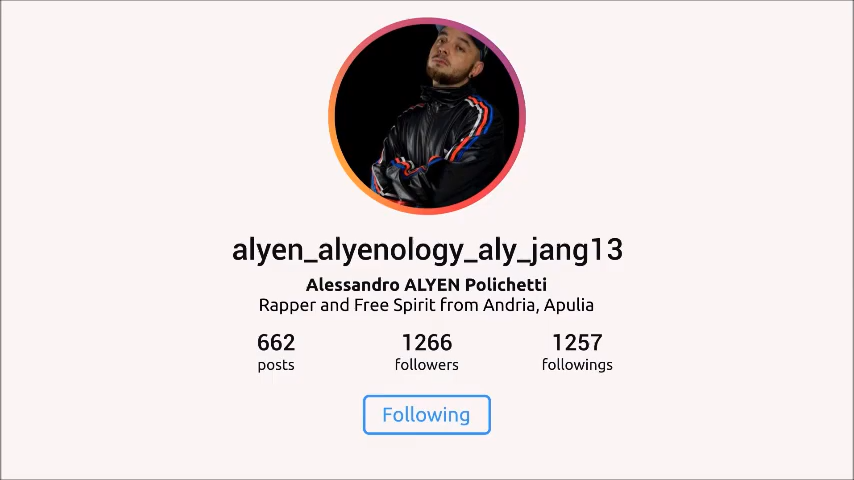 alyen_alyenology_aly_jang13
Alessandro ALYEN Polichetti
Rapper and Free Spirit from Andria, Apulia
662 1266 1257
posts followers followings
Following